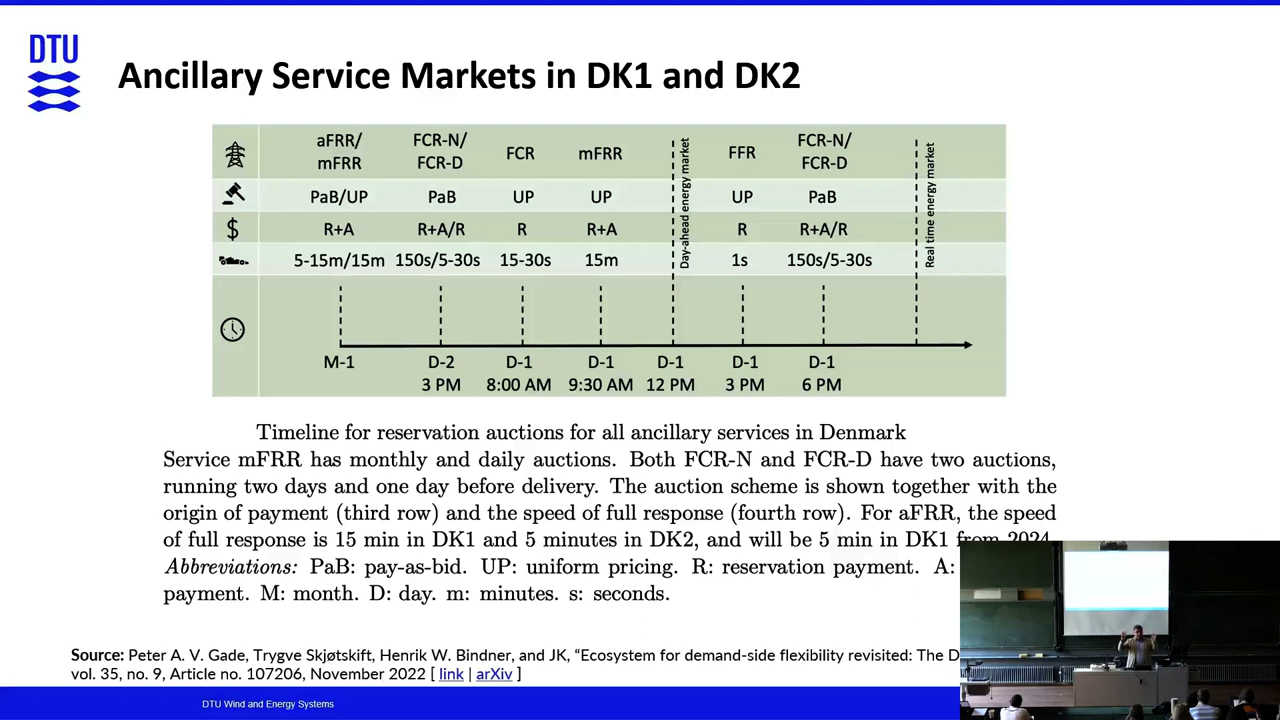 DTU
Ancillary Service Markets in DK1 and DK2
aFRR/ mFRR FCR-N/ FCR-D FCR mFRR Day-ahead energy market FFR FCR-N/ FCR-D Real time energy market
PaB/UP PaB UP UP UP PaB
$ R+A R+A/R R R+A R R+A/R
5-15m/15m 150s/5-30s 15-30s 15m 1s 150s/5-30s
M-1 D-2 D-1 D-1 D-1 D-1 D-1
3 PM 8:00 AM 9:30 AM 12 PM 3 PM 6 PM
Timeline for reservation auctions for all ancillary services in Denmark
Service mFRR has monthly and daily auctions. Both FCR-N and FCR-D have two auctions,
running two days and one day before delivery. The auction scheme is shown together with the
origin of payment (third row) and the speed of full response (fourth row). For aFRR, the speed
of full response is 15 min in DK1 and 5 minutes in DK2, and will be 5 min in DK1 from 2024.
Abbreviations: PaB: pay-as-bid. UP: uniform pricing. R: reservation payment. A:
payment. M: month. D: day. m: minutes. s: seconds.
Source: Peter A. V. Gade, Trygve Skjøtskift, Henrik W. Bindner, and JK, "Ecosystem for demand-side flexibility revisited: The D
vol. 35, no. 9, Article no. 107206, November 2022 [ link | arXiv ]
DTU Wind and Energy Systems